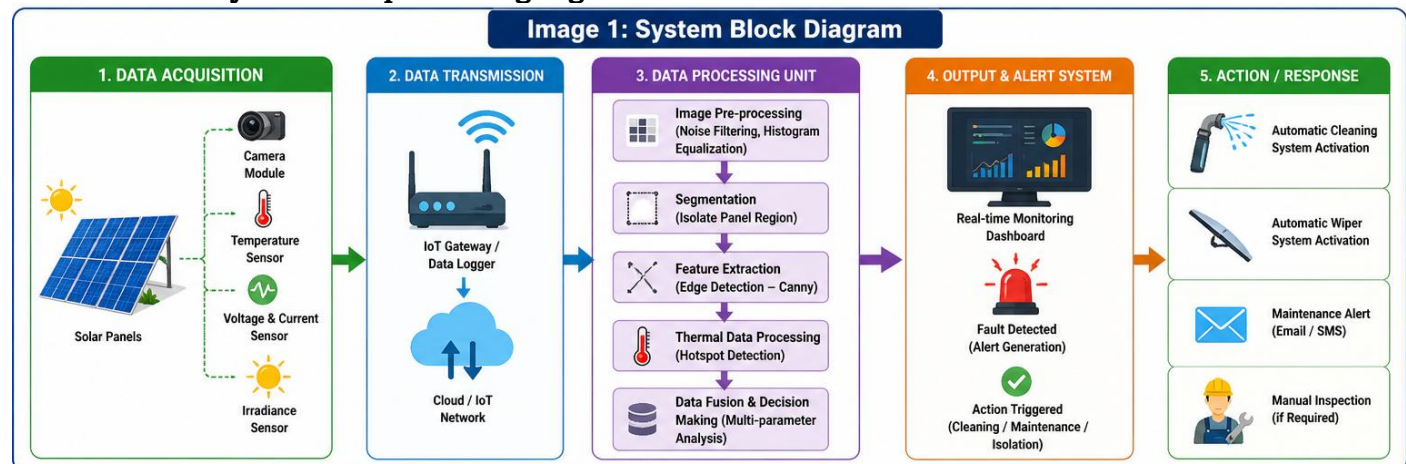 Image 1: System Block Diagram
1. DATA ACQUISITION
Camera
Module
Temperature
Sensor
Voltage & Current
Sensor
Irradiance
Sensor
Solar Panels
2. DATA TRANSMISSION
IoT Gateway /
Data Logger
Cloud / IoT
Network
3. DATA PROCESSING UNIT
Image Pre-processing
(Noise Filtering, Histogram
Equalization)
Segmentation
(Isolate Panel Region)
Feature Extraction
(Edge Detection – Canny)
Thermal Data Processing
(Hotspot Detection)
Data Fusion & Decision
Making (Multi-parameter
Analysis)
4. OUTPUT & ALERT SYSTEM
Real-time Monitoring
Dashboard
Fault Detected
(Alert Generation)
Action Triggered
(Cleaning / Maintenance /
Isolation)
5. ACTION / RESPONSE
Automatic Cleaning
System Activation
Automatic Wiper
System Activation
Maintenance Alert
(Email / SMS)
Manual Inspection
(if Required)